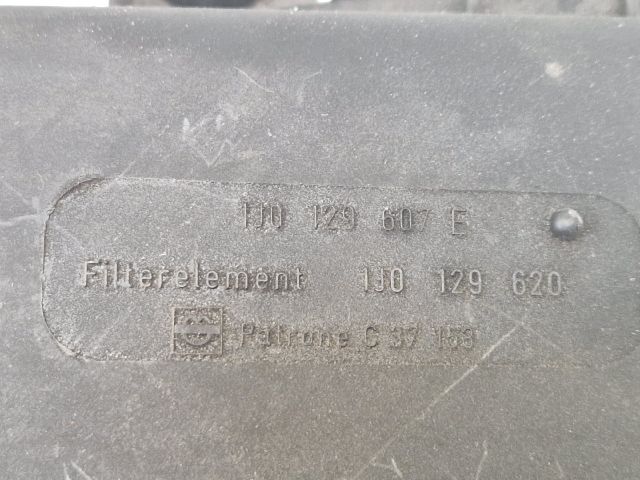 1J0 129 607 E
Filterelement 1J0 129 620
Patrone C 37 153